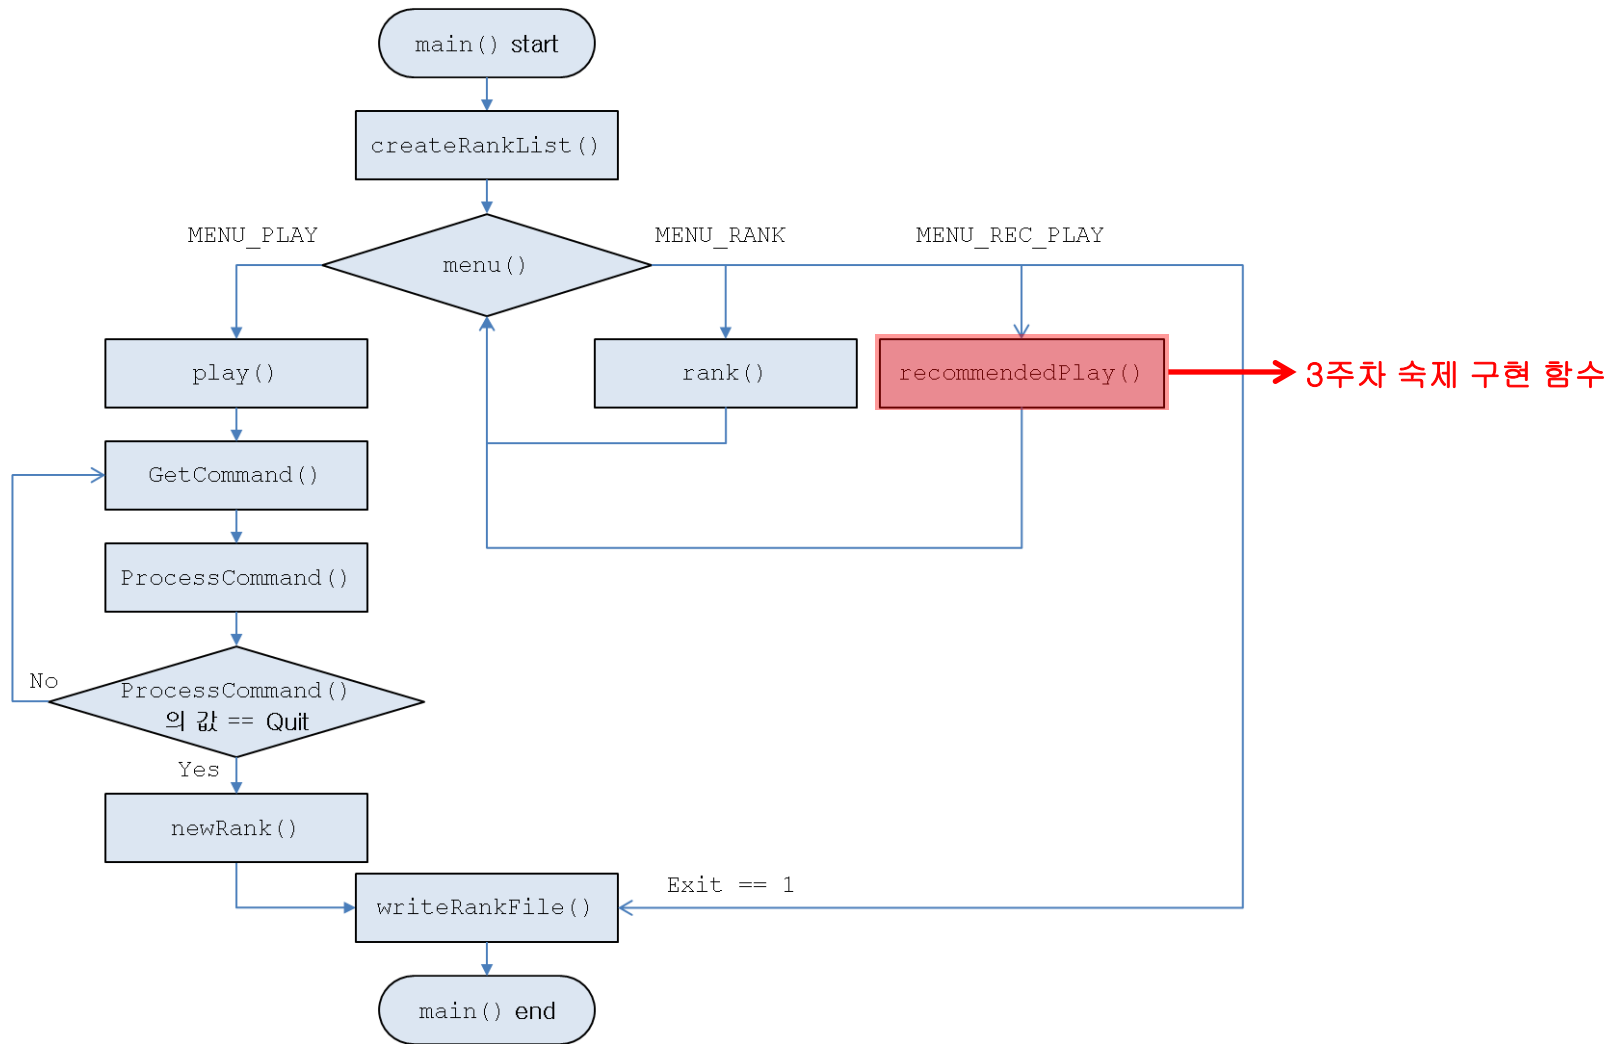 main() start
createRankList()
MENU_PLAY
MENU_RANK
MENU_REC_PLAY
menu()
play()
rank()
recommendedPlay()
3주차 숙제 구현 함수
GetCommand()
ProcessCommand()
No
ProcessCommand()
의 값 == Quit
Yes
newRank()
Exit == 1
writeRankFile()
main() end